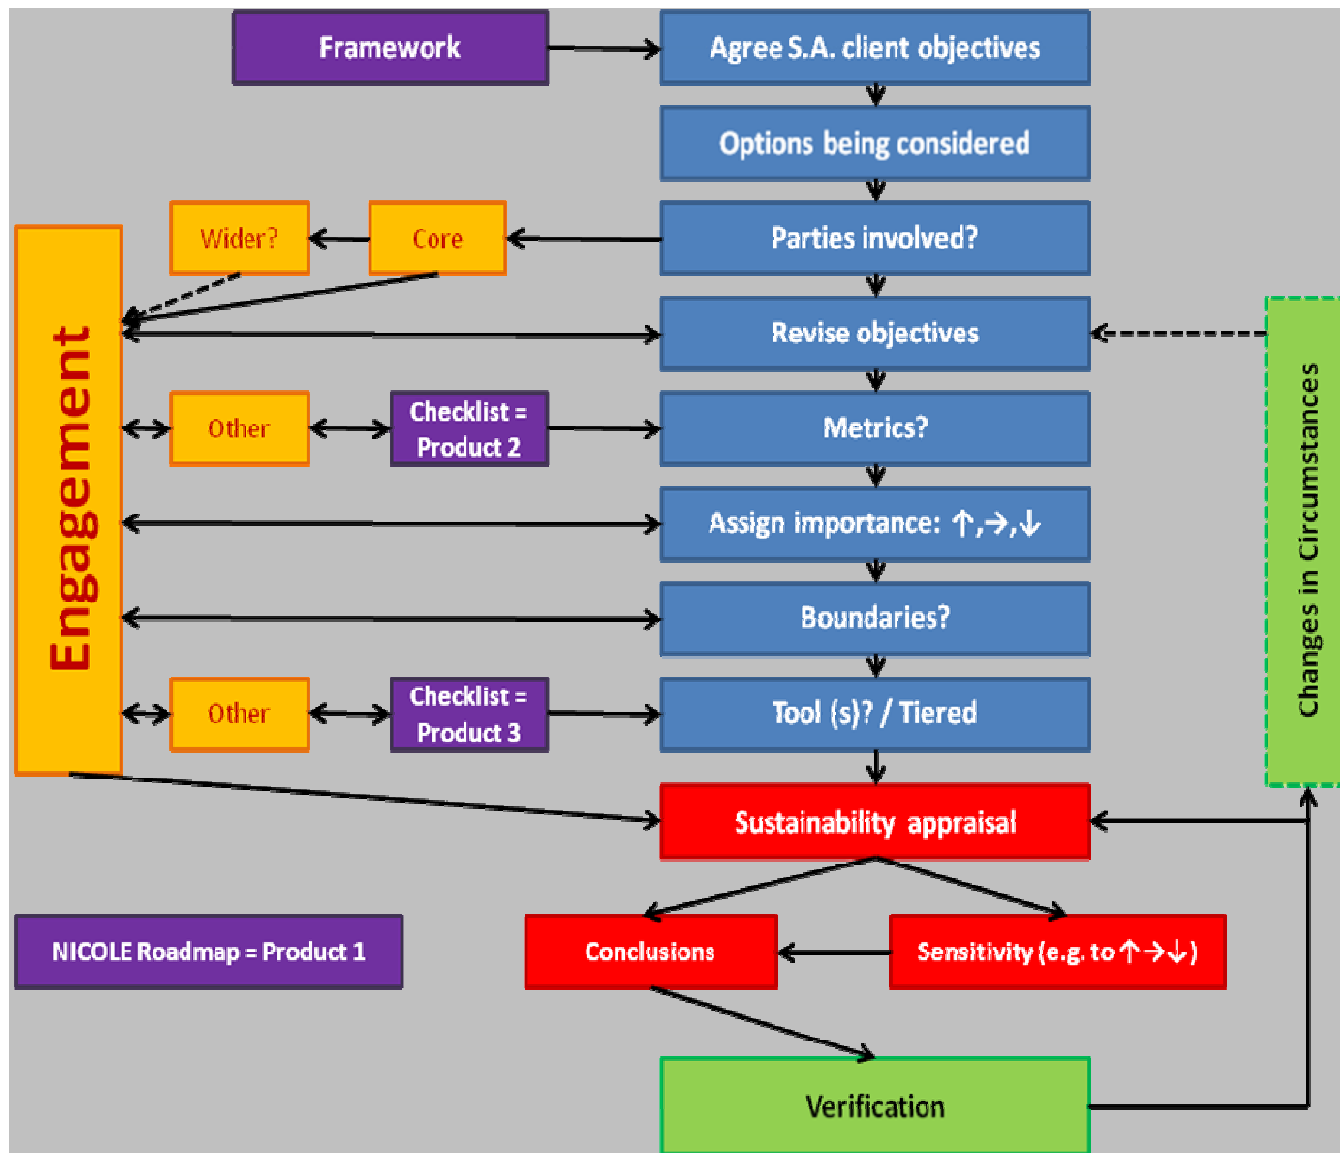 Framework
Agree S.A. client objectives
Options being considered
Wider?
Core
Parties involved?
Engagement
Revise objectives
Changes in Circumstances
Other
Checklist =
Product 2
Metrics?
Assign importance: ↑,→,↓
Boundaries?
Other
Checklist =
Product 3
Tool (s)? / Tiered
Sustainability appraisal
NICOLE Roadmap = Product 1
Conclusions
Sensitivity (e.g. to ↑→↓)
Verification